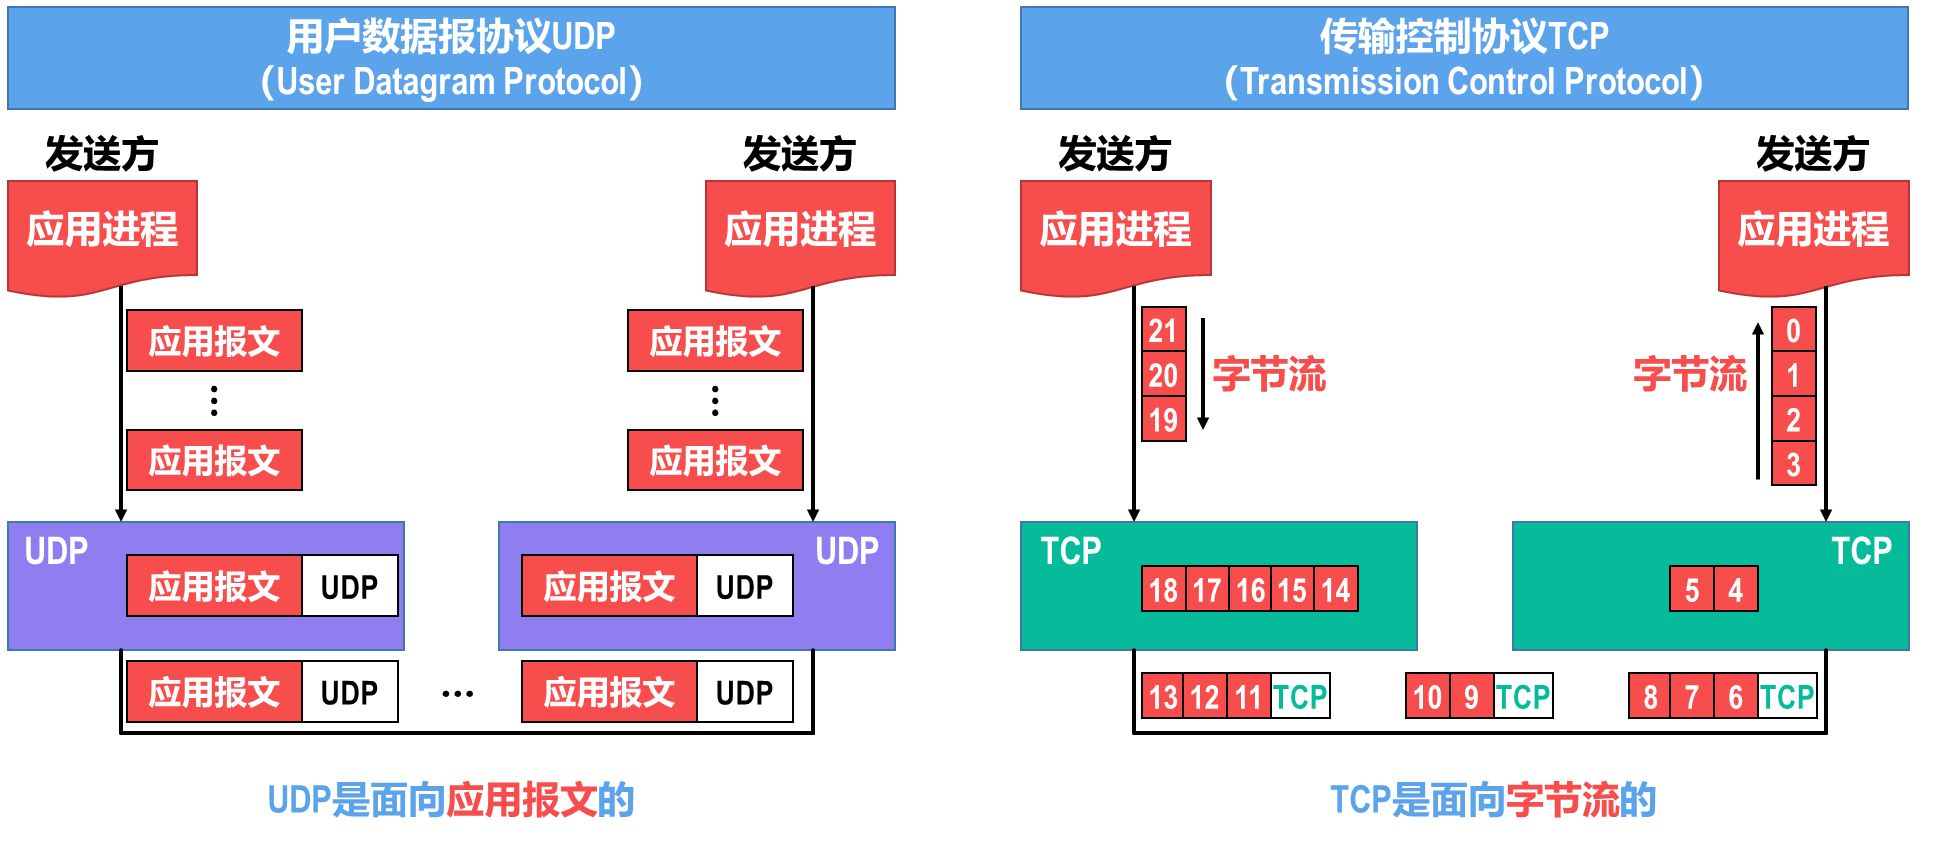 用户数据报协议UDP
（User Datagram Protocol）
发送方
发送方
应用进程
应用进程
应用报文
应用报文
应用报文
应用报文
UDP
UDP
应用报文 UDP
应用报文 UDP
应用报文 UDP
...
应用报文 UDP
UDP是面向应用报文的
传输控制协议TCP
（Transmission Control Protocol）
发送方
发送方
应用进程
应用进程
21
20
19
字节流
字节流
0
1
2
3
TCP
TCP
18 17 16 15 14
5 4
13 12 11 TCP
10 9 TCP
8 7 6 TCP
TCP是面向字节流的